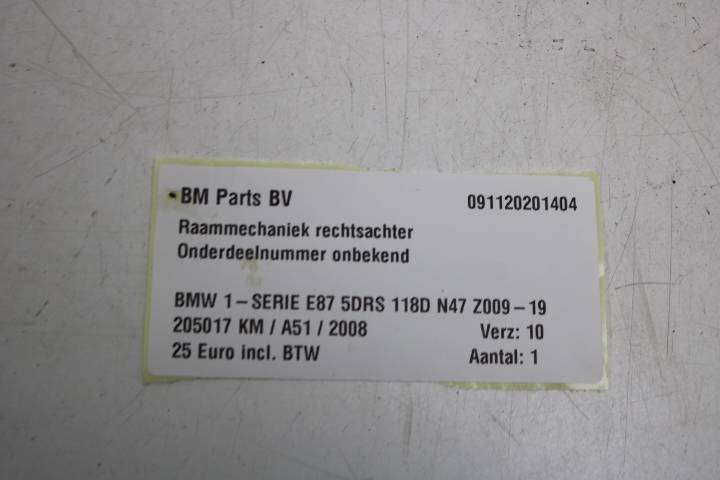 BM Parts BV 091120201404
Raammechaniek rechtsachter
Onderdeelnummer onbekend
BMW 1-SERIE E87 5DRS 118D N47 Z009-19
205017 KM / A51 / 2008 Verz: 10
25 Euro incl. BTW Aantal: 1